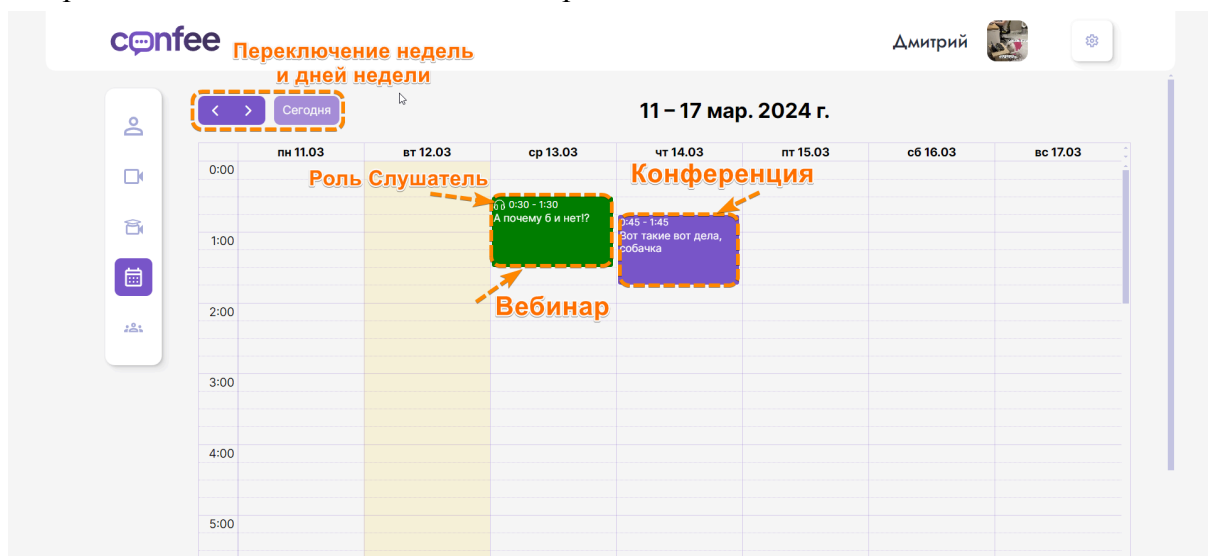 confee
Дмитрий
Переключение недель
и дней недели
Сегодня
11 – 17 мар. 2024 г.
пн 11.03
вт 12.03
ср 13.03
чт 14.03
пт 15.03
сб 16.03
вс 17.03
0:00
Роль Слушатель
Конференция
0:30 - 1:30
А почему б и нет!?
0:45 - 1:45
Вот такие вот дела,
собачка
1:00
Вебинар
2:00
3:00
4:00
5:00